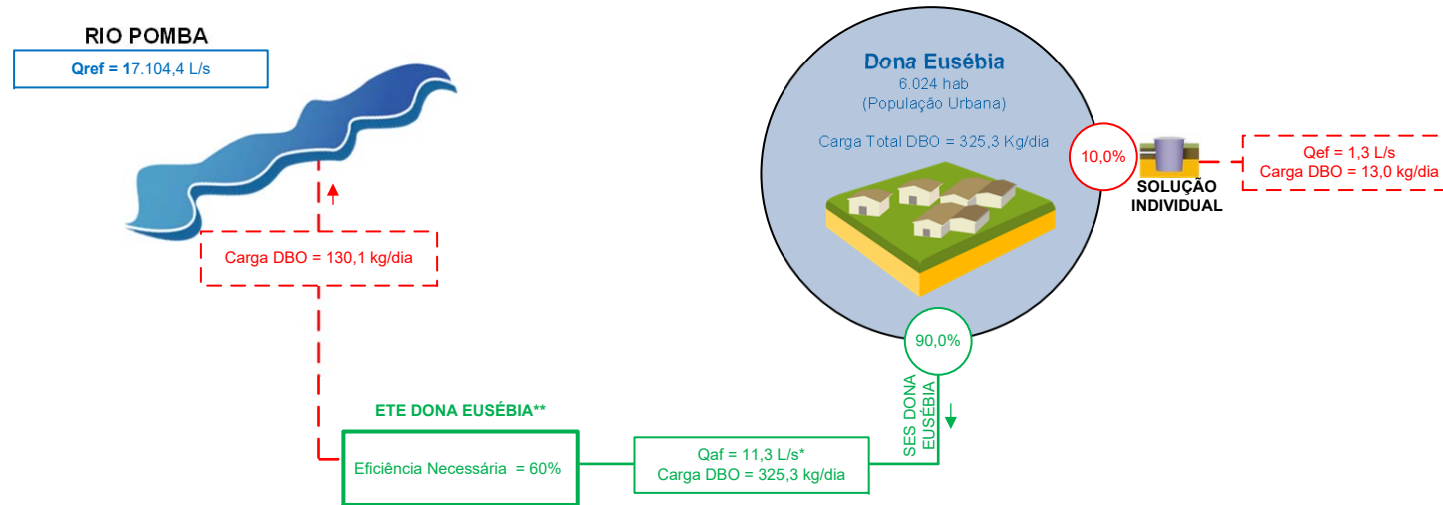 RIO POMBA
Qref = 17.104,4 L/s
Dona Eusébia
6.024 hab
(População Urbana)
Carga Total DBO = 325,3 Kg/dia
10,0%
SOLUÇÃO
INDIVIDUAL
Qef = 1,3 L/s
Carga DBO = 13,0 kg/dia
Carga DBO = 130,1 kg/dia
90,0%
SES DONA
EUSÉBIA
ETE DONA EUSÉBIA**
Eficiência Necessária = 60%
Qaf = 11,3 L/s*
Carga DBO = 325,3 kg/dia